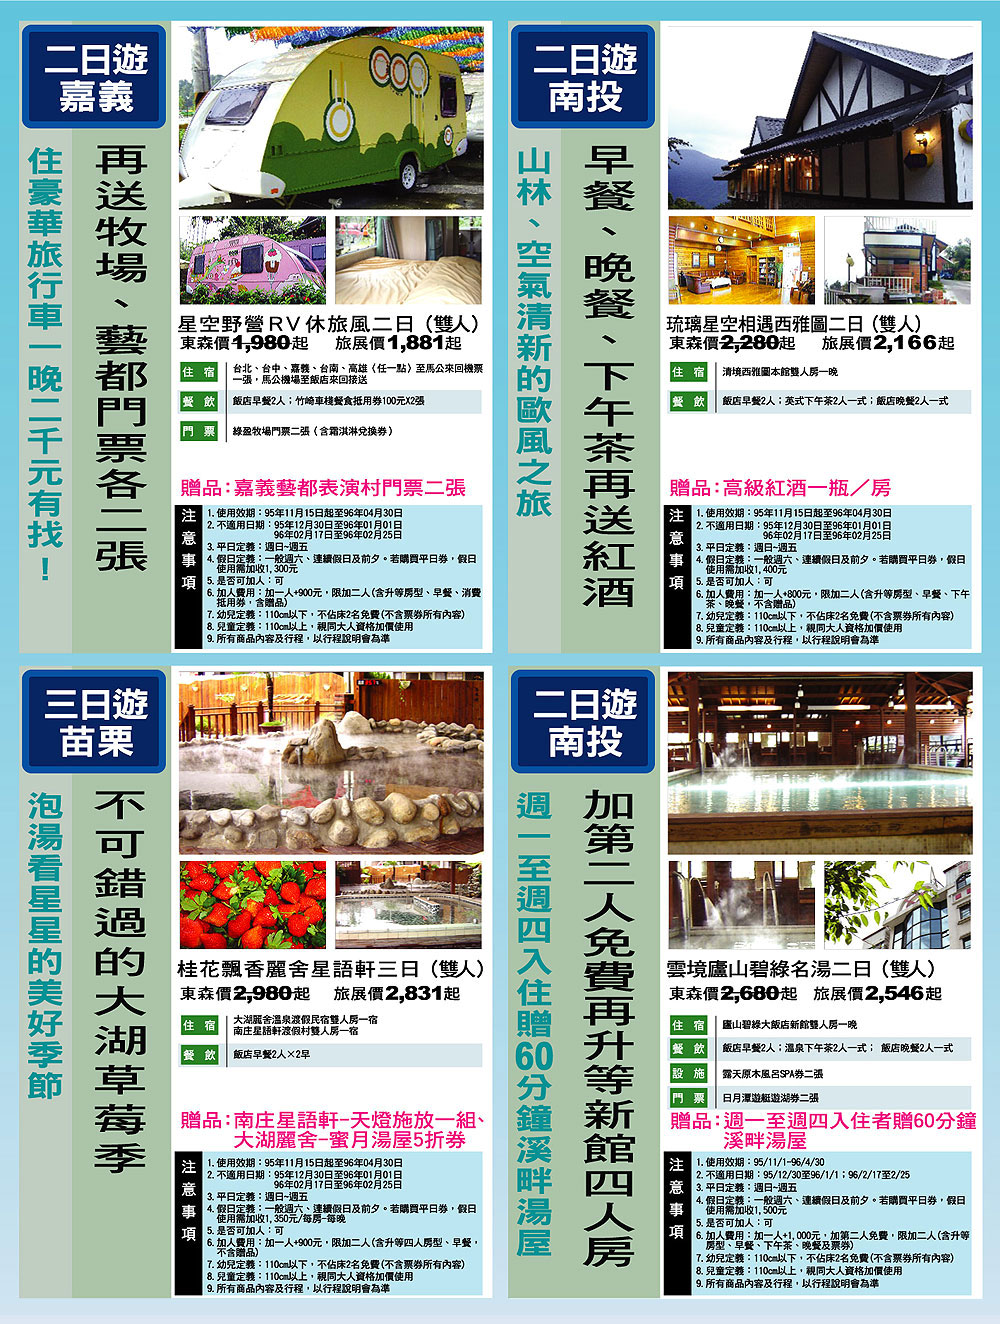 二日遊
嘉義
住豪華旅行車一晚二千元有找！
再送牧場、藝都門票各二張
星空野營RV休旅風二日（雙人）
東森價1,980起 旅展價1,881起
住宿 台北、台中、嘉義、台南、高雄〈任一點〉至馬公來回機票
一張，馬公機場至飯店來回接送
餐飲 飯店早餐2人；竹崎車棧餐食抵用券100元X2張
門票 綠盈牧場門票二張（含霜淇淋兌換券）
贈品：嘉義藝都表演村門票二張
注意事項
1. 使用效期：95年11月15日起至96年04月30日
2. 不適用日期：95年12月30日至96年01月01日
96年02月17日至96年02月25日
3. 平日定義：週日~週五
4. 假日定義：一般週六、連續假日及前夕。若購買平日券，假日
使用需加收1,300元
5. 是否可加人：可
6. 加人費用：加一人+900元，限加二人(含升等房型、早餐、消費
抵用券，含贈品)
7. 幼兒定義：110cm以下，不佔床2名免費(不含票券所有內容)
8. 兒童定義：110cm以上，視同大人資格加價使用
9. 所有商品內容及行程，以行程說明會為準
二日遊
南投
山林、空氣清新的歐風之旅
早餐、晚餐、下午茶再送紅酒
琉璃星空相遇西雅圖二日（雙人）
東森價2,280起 旅展價2,166起
住宿 清境西雅圖本館雙人房一晚
餐飲 飯店早餐2人；英式下午茶2人一式；飯店晚餐2人一式
贈品：高級紅酒一瓶／房
注意事項
1. 使用效期：95年11月15日起至96年04月30日
2. 不適用日期：95年12月30日至96年01月01日
96年02月17日至96年02月25日
3. 平日定義：週日~週五
4. 假日定義：一般週六、連續假日及前夕。若購買平日券，假日
使用需加收1,400元
5. 是否可加人：可
6. 加人費用：加一人+800元，限加二人(含升等房型、早餐、下午
茶、晚餐，不含贈品)
7. 幼兒定義：110cm以下，不佔床2名免費(不含票券所有內容)
8. 兒童定義：110cm以上，視同大人資格加價使用
9. 所有商品內容及行程，以行程說明會為準
三日遊
苗栗
泡湯看星星的美好季節
不可錯過的大湖草莓季
桂花飄香麗舍星語軒三日（雙人）
東森價2,980起 旅展價2,831起
住宿 大湖麗舍溫泉渡假民宿雙人房一宿
南庄星語軒渡假村雙人房一宿
餐飲 飯店早餐2人×2早
贈品：南庄星語軒-天燈施放一組、
大湖麗舍-蜜月湯屋5折券
注意事項
1. 使用效期：95年11月15日起至96年04月30日
2. 不適用日期：95年12月30日至96年01月01日
96年02月17日至96年02月25日
3. 平日定義：週日~週五
4. 假日定義：一般週六、連續假日及前夕。若購買平日券，假日
使用需加收1,350元/每房-每晚
5. 是否可加人：可
6. 加人費用：加一人+900元，限加二人(含升等四人房型、早餐，
不含贈品)
7. 幼兒定義：110cm以下，不佔床2名免費(不含票券所有內容)
8. 兒童定義：110cm以上，視同大人資格加價使用
9. 所有商品內容及行程，以行程說明會為準
二日遊
南投
週一至週四入住贈60分鐘溪畔湯屋
加第二人免費再升等新館四人房
雲境廬山碧綠名湯二日（雙人）
東森價2,680起 旅展價2,546起
住宿 廬山碧綠大飯店新館雙人房一晚
餐飲 飯店早餐2人；溫泉下午茶2人一式； 飯店晚餐2人一式
設施 露天原木風呂SPA券二張
門票 日月潭遊艇遊湖券二張
贈品：週一至週四入住者贈60分鐘
溪畔湯屋
注意事項
1. 使用效期：95/11/1~96/4/30
2. 不適用日期：95/12/30至96/1/1；96/2/17至2/25
3. 平日定義：週日~週五
4. 假日定義：一般週六、連續假日及前夕。若購買平日券，假日
使用需加收1,500元
5. 是否可加人：可
6. 加人費用：加一人+1,000元，加第二人免費，限加二人(含升等
房型、早餐、下午茶、晚餐及票券)
7. 幼兒定義：110cm以下，不佔床2名免費(不含票券所有內容)
8. 兒童定義：110cm以上，視同大人資格加價使用
9. 所有商品內容及行程，以行程說明會為準